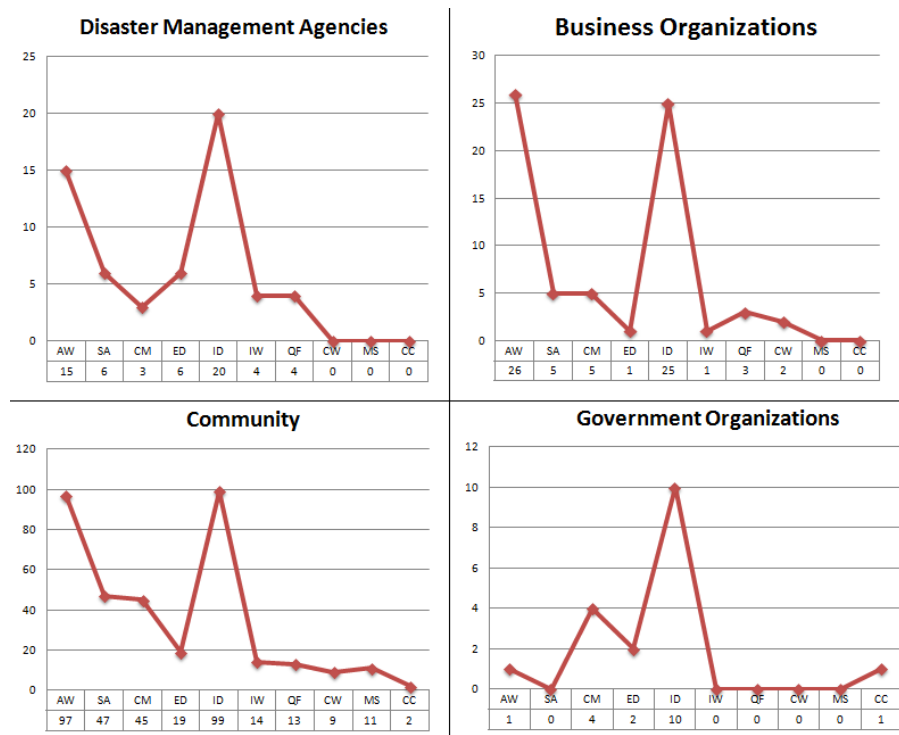 Disaster Management Agencies
25
20
15
10
5
0
AW SA CM ED ID IW QF CW MS CC
15 6 3 6 20 4 4 0 0 0
Business Organizations
30
25
20
15
10
5
0
AW SA CM ED ID IW QF CW MS CC
26 5 5 1 25 1 3 2 0 0
Community
120
100
80
60
40
20
0
AW SA CM ED ID IW QF CW MS CC
97 47 45 19 99 14 13 9 11 2
Government Organizations
12
10
8
6
4
2
0
AW SA CM ED ID IW QF CW MS CC
1 0 4 2 10 0 0 0 0 1